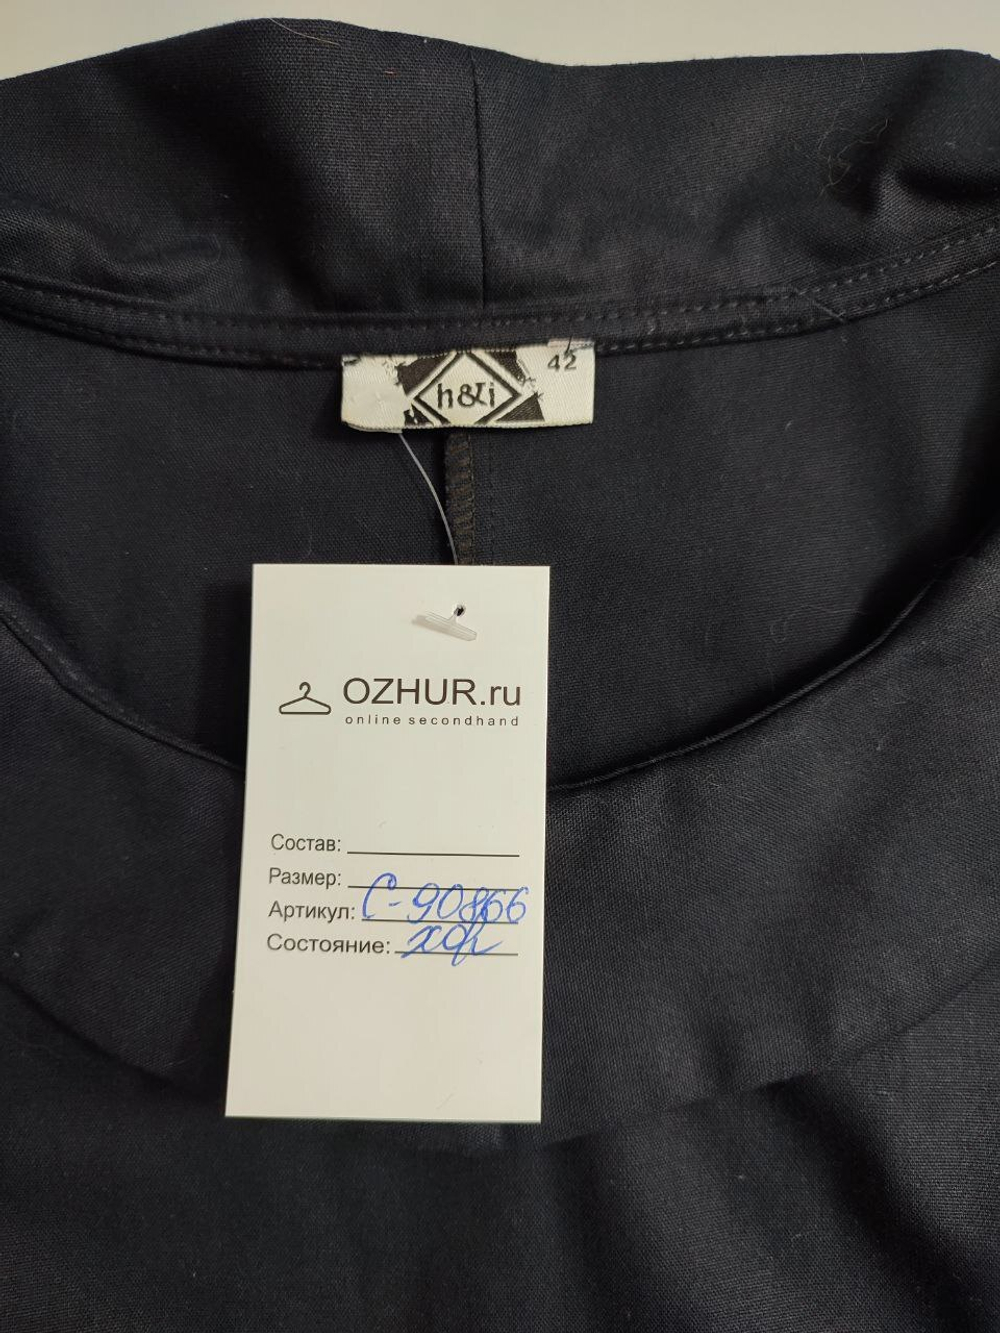 h&i
42
OZHUR.ru
online secondhand
Состав:
Размер:
Артикул: C-90866
Состояние: хор